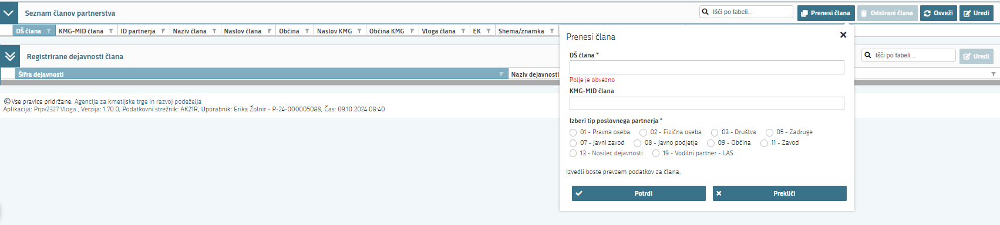 Seznam članov partnerstva
Išči po tabeli...
Prenesi člana
Odstrani člana
Osveži
Uredi
DŠ člana
KMG-MID člana
ID partnerja
Naziv člana
Naslov člana
Občina
Naslov KMG
Občina KMG
Vloga člana
EK
Shema/znamka
Registrirane dejavnosti člana
Išči po tabeli...
Uredi
Šifra dejavnosti
Naziv dejavnosti
Prenesi člana
DŠ člana *
Polje je obvezno
KMG-MID člana
Izberi tip poslovnega partnerja *
01 - Pravna oseba 02 - Fizična oseba 03 - Društva 05 - Zadruge
07 - Javni zavod 08 - Javno podjetje 09 - Občina 11 - Zavod
13 - Nosilec dejavnosti 19 - Vodilni partner - LAS
Izvedli boste prevzem podatkov za člana.
Potrdi
Prekliči
©Vse pravice pridržane, Agencija za kmetijske trge in razvoj podeželja
Aplikacija: Prpv2327 Vloga , Verzija: 1.70.0, Podatkovni strežnik: AK21R, Uporabnik: Erika Žolnir - P-24-000005088, Čas: 09.10.2024 08:40